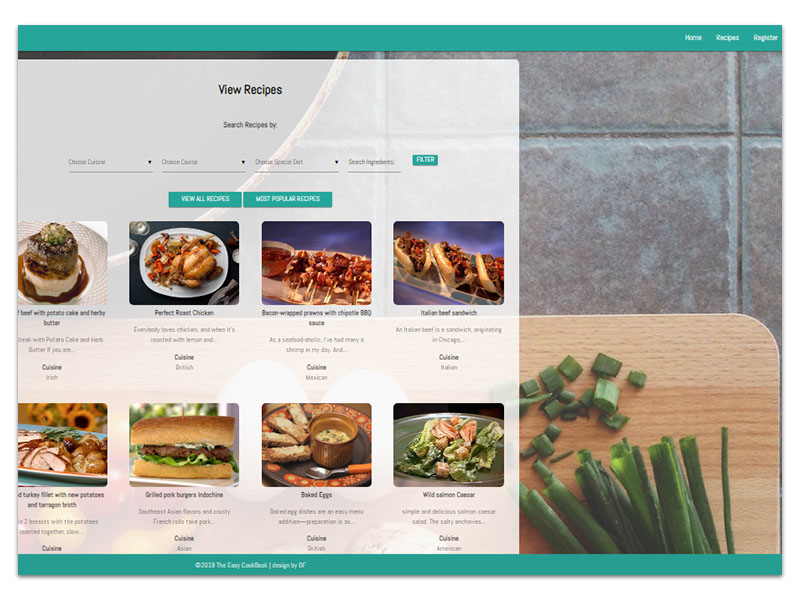 Home Recipes Register
View Recipes
Search Recipes by:
Choose Cuisine Choose Course Choose Special Diet Search Ingredients: FILTER
VIEW ALL RECIPES MOST POPULAR RECIPES
beef with potato cake and herby
butter
Steak with Potato Cake and Herb
Butter If you are...
Cuisine
Irish
Perfect Roast Chicken
Everybody loves chicken, and when it's
roasted with lemon and...
Cuisine
British
Bacon-wrapped prawns with chipotle BBQ
sauce
As a seafood-aholic, I've had many a
shrimp in my day. And...
Cuisine
Mexican
Italian beef sandwich
An Italian beef is a sandwich, originating
in Chicago,...
Cuisine
Italian
d turkey fillet with new potatoes
and tarragon broth
2 breasts with the potatoes
roasted together, slow...
Cuisine
Grilled pork burgers Indochine
Southeast Asian flavors and crusty
French rolls take pork...
Cuisine
Asian
Baked Eggs
Baked egg dishes are an easy menu
addition—preparation is as...
Cuisine
British
Wild salmon Caesar
simple and delicious salmon caesar
salad. The salty anchovies...
Cuisine
American
©2019 The Easy CookBook | design by OF